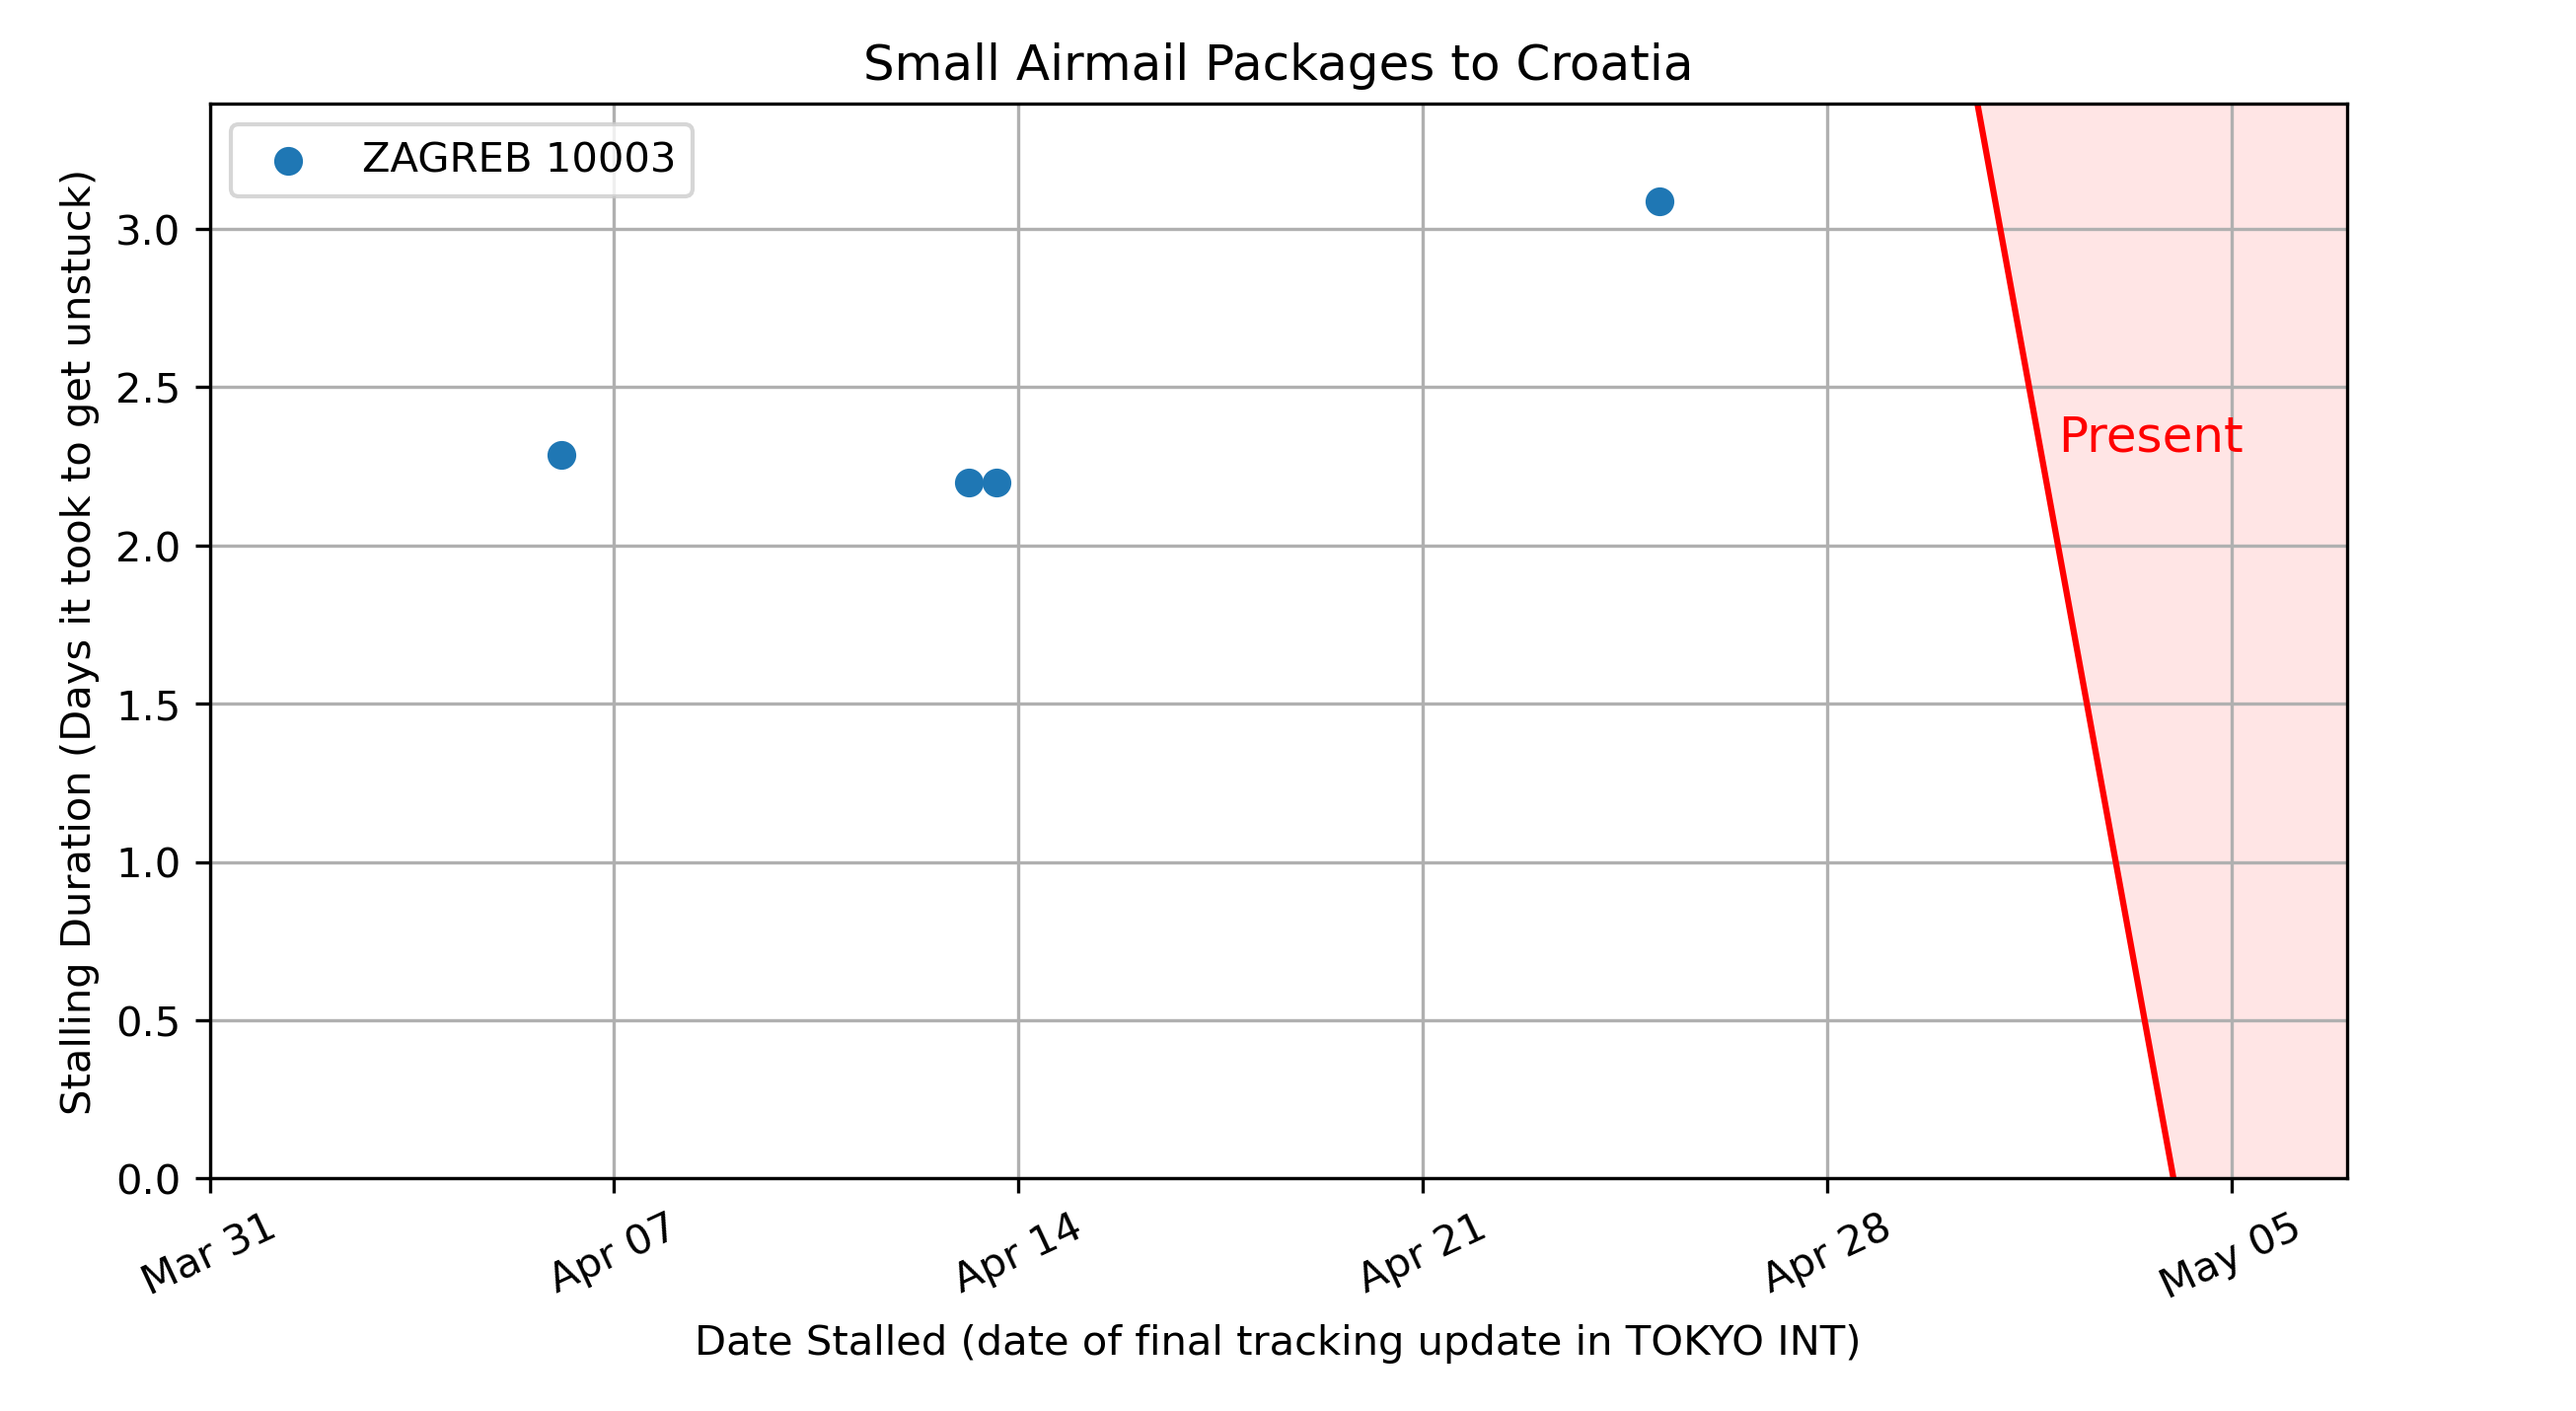 Small Airmail Packages to Croatia
ZAGREB 10003
Stalling Duration (Days it took to get unstuck)
3.0
2.5
2.0
1.5
1.0
0.5
0.0
Present
Mar 31
Apr 07
Apr 14
Apr 21
Apr 28
May 05
Date Stalled (date of final tracking update in TOKYO INT)